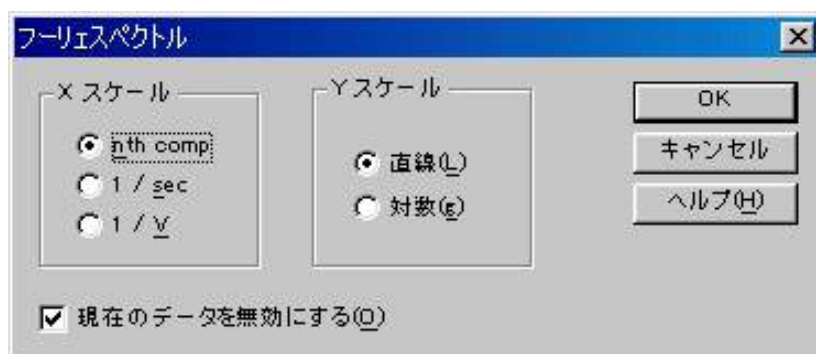 フーリェスペクトル
X スケール
nth comp
1 / sec
1 / V
Yスケール
直線(L)
対数(g)
OK
キャンセル
ヘルプ(H)
現在のデータを無効にする(O)